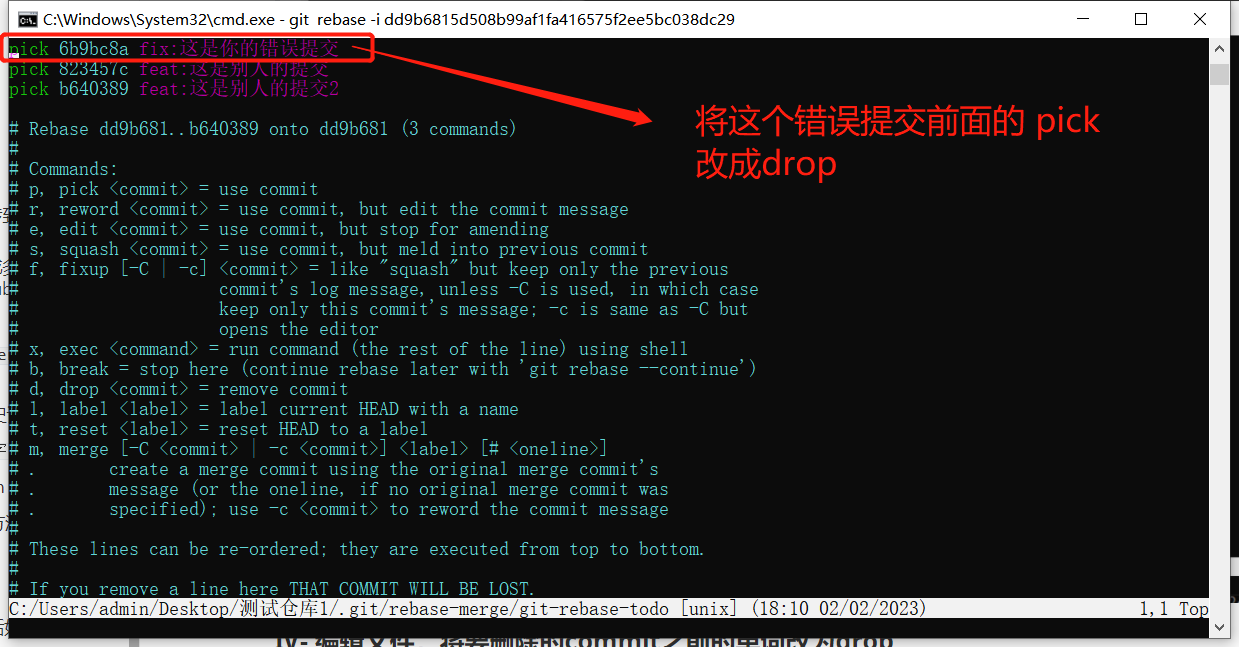 C:\Windows\System32\cmd.exe - git  rebase -i dd9b6815d508b99af1fa416575f2ee5bc038dc29
pick 6b9bc8a fix:这是你的错误提交
pick 823457c feat:这是别人的提交
pick b640389 feat:这是别人的提交2
将这个错误提交前面的 pick
改成drop
# Rebase dd9b681..b640389 onto dd9b681 (3 commands)
#
# Commands:
# p, pick <commit> = use commit
# r, reword <commit> = use commit, but edit the commit message
# e, edit <commit> = use commit, but stop for amending
# s, squash <commit> = use commit, but meld into previous commit
# f, fixup [-C | -c] <commit> = like "squash" but keep only the previous
#                    commit's log message, unless -C is used, in which case
#                    keep only this commit's message; -c is same as -C but
#                    opens the editor
# x, exec <command> = run command (the rest of the line) using shell
# b, break = stop here (continue rebase later with 'git rebase --continue')
# d, drop <commit> = remove commit
# l, label <label> = label current HEAD with a name
# t, reset <label> = reset HEAD to a label
# m, merge [-C <commit> | -c <commit>] <label> [# <oneline>]
# .       create a merge commit using the original merge commit's
# .       message (or the oneline, if no original merge commit was
# .       specified); use -c <commit> to reword the commit message
#
# These lines can be re-ordered; they are executed from top to bottom.
#
# If you remove a line here THAT COMMIT WILL BE LOST.
C:/Users/admin/Desktop/测试仓库1/.git/rebase-merge/git-rebase-todo [unix] (18:10 02/02/2023) 1,1 Top